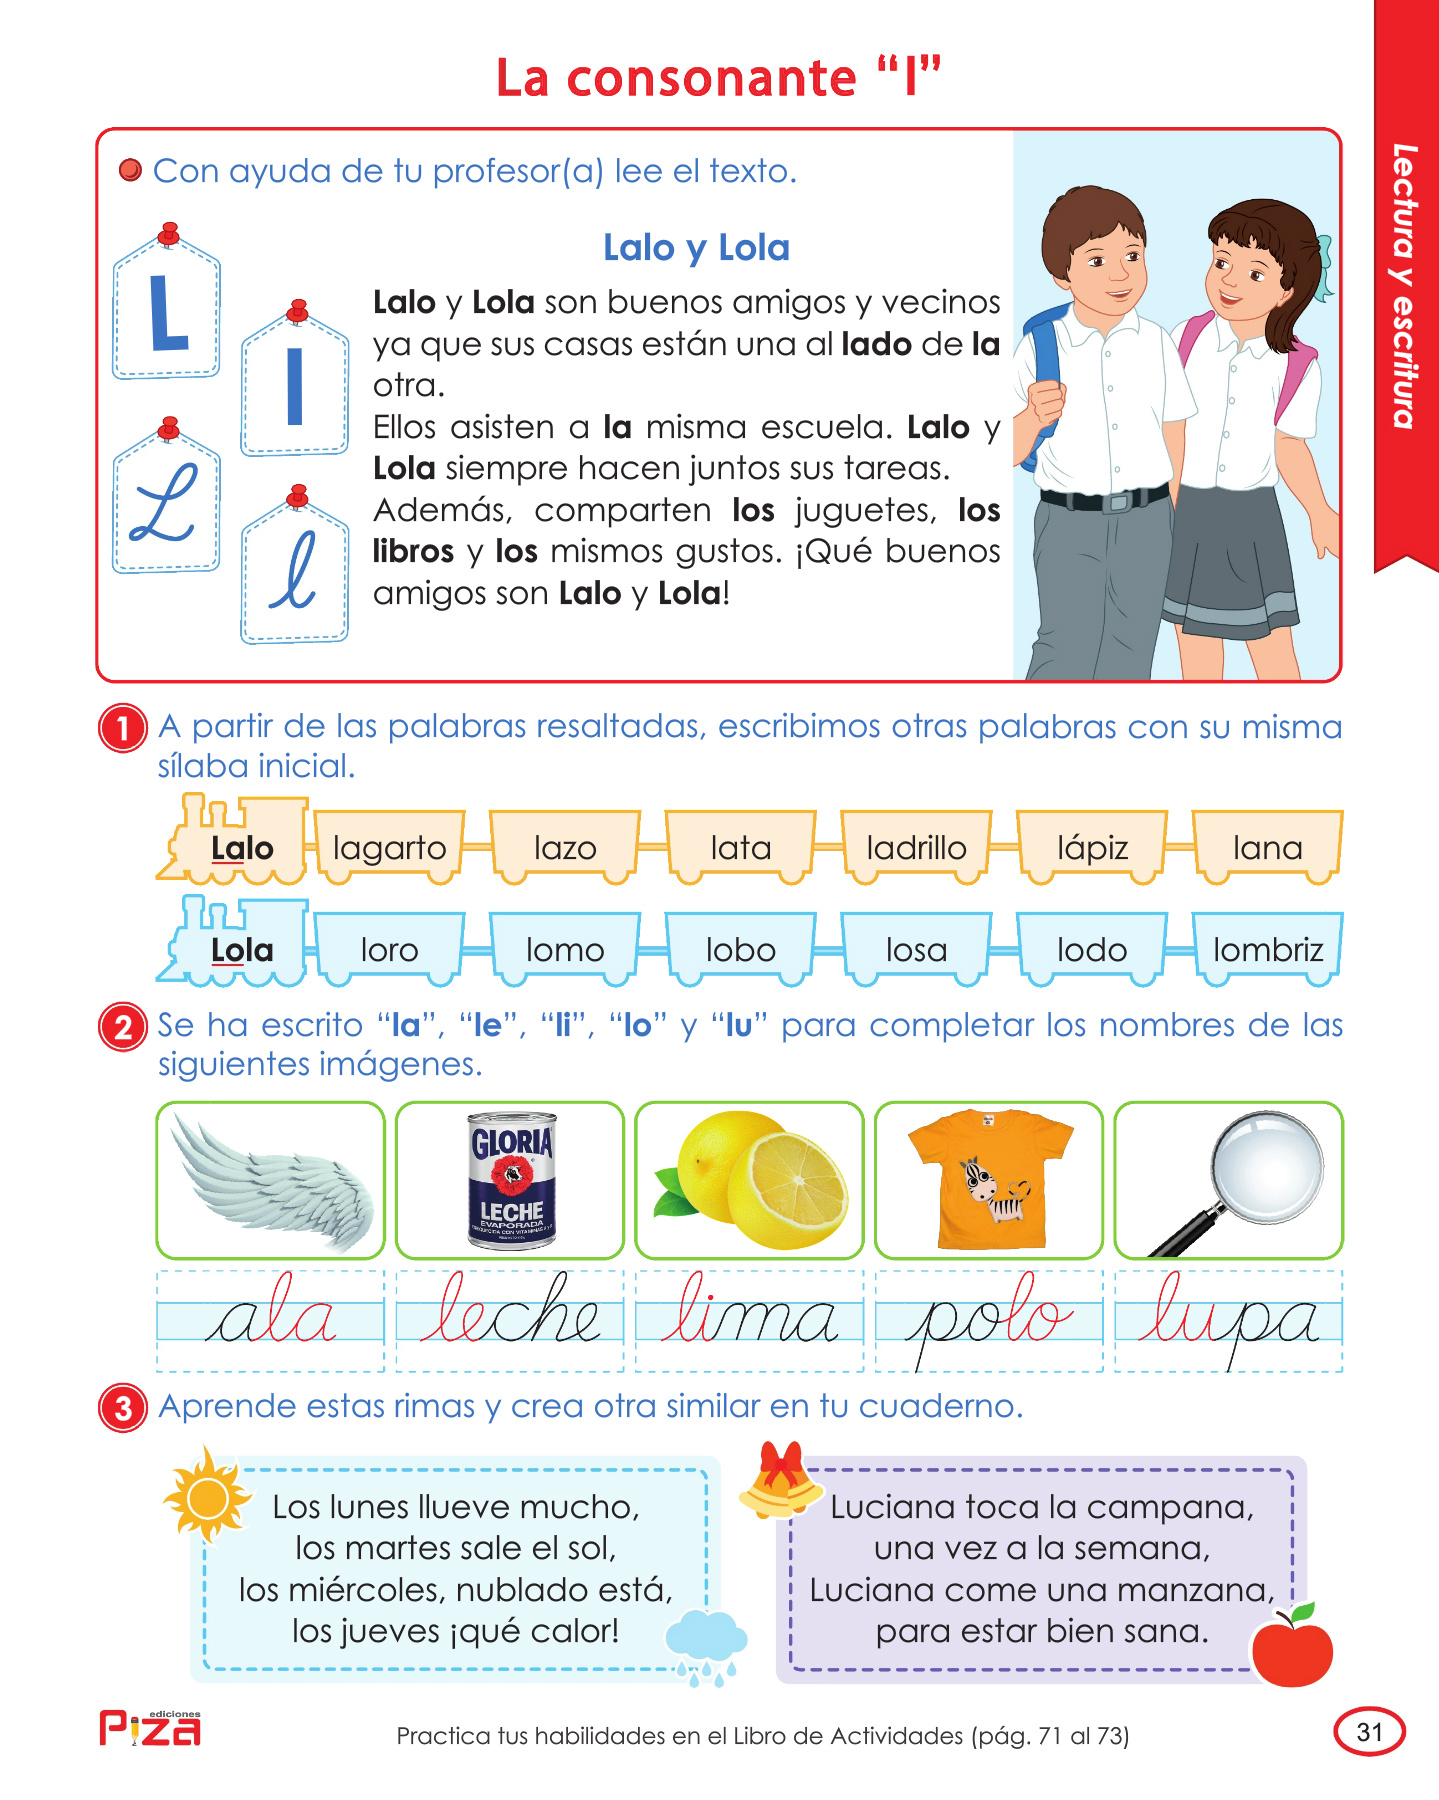 La consonante “l”
Lectura y escritura
Con ayuda de tu profesor(a) lee el texto.
L
l
L
l
Lalo y Lola
Lalo y Lola son buenos amigos y vecinos
ya que sus casas están una al lado de la
otra.
Ellos asisten a la misma escuela. Lalo y
Lola siempre hacen juntos sus tareas.
Además, comparten los juguetes, los
libros y los mismos gustos. ¡Qué buenos
amigos son Lalo y Lola!
1 A partir de las palabras resaltadas, escribimos otras palabras con su misma
sílaba inicial.
Lalo lagarto lazo lata ladrillo lápiz lana
Lola loro lomo lobo losa lodo lombriz
2 Se ha escrito “la”, “le”, “li”, “lo” y “lu” para completar los nombres de las
siguientes imágenes.
GLORIA
LECHE
EVAPORADA
ala leche lima polo lupa
3 Aprende estas rimas y crea otra similar en tu cuaderno.
Los lunes llueve mucho,
los martes sale el sol,
los miércoles, nublado está,
los jueves ¡qué calor!
Luciana toca la campana,
una vez a la semana,
Luciana come una manzana,
para estar bien sana.
ediciones
Piza
Practica tus habilidades en el Libro de Actividades (pág. 71 al 73)
31